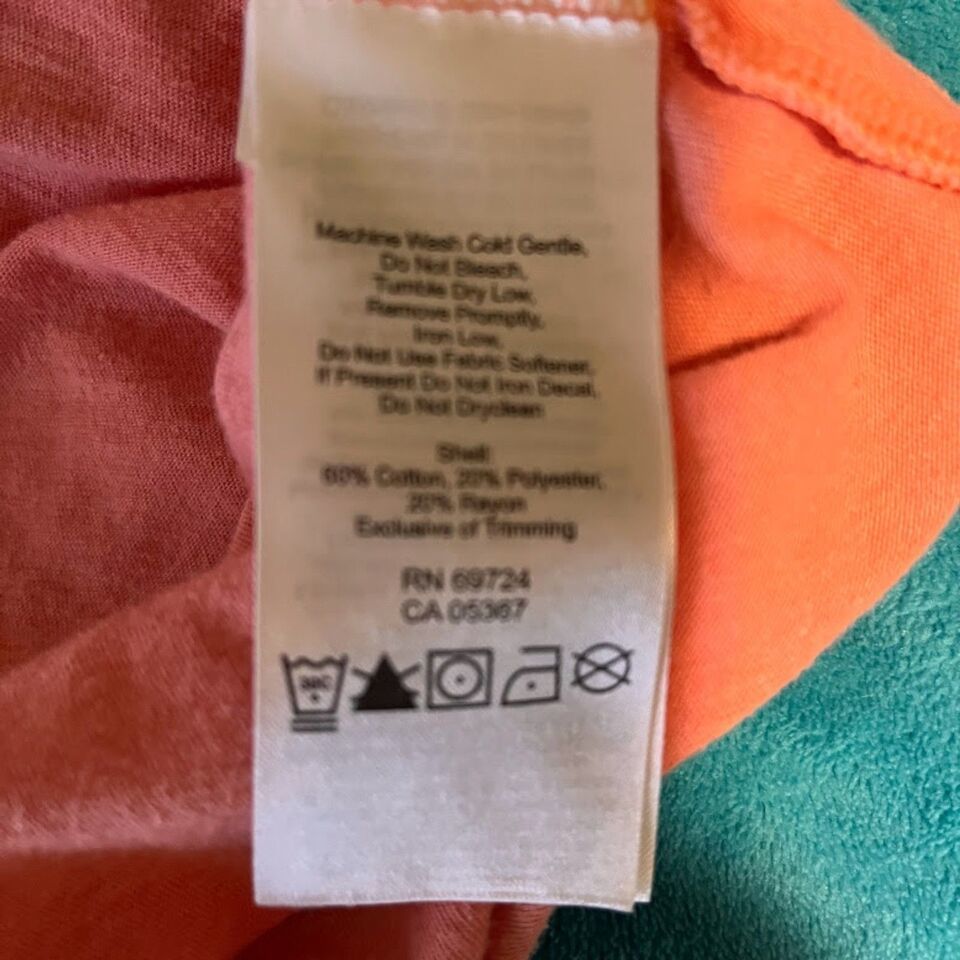 Machine Wash Cold Gentle,
Do Not Bleach,
Tumble Dry Low,
Remove Promptly,
Iron Low,
Do Not Use Fabric Softener,
If Present Do Not Iron Decal,
Do Not Dryclean
Shell
60% Cotton, 20% Polyester,
20% Rayon
Exclusive of Trimming
RN 69724
CA 05367
30C